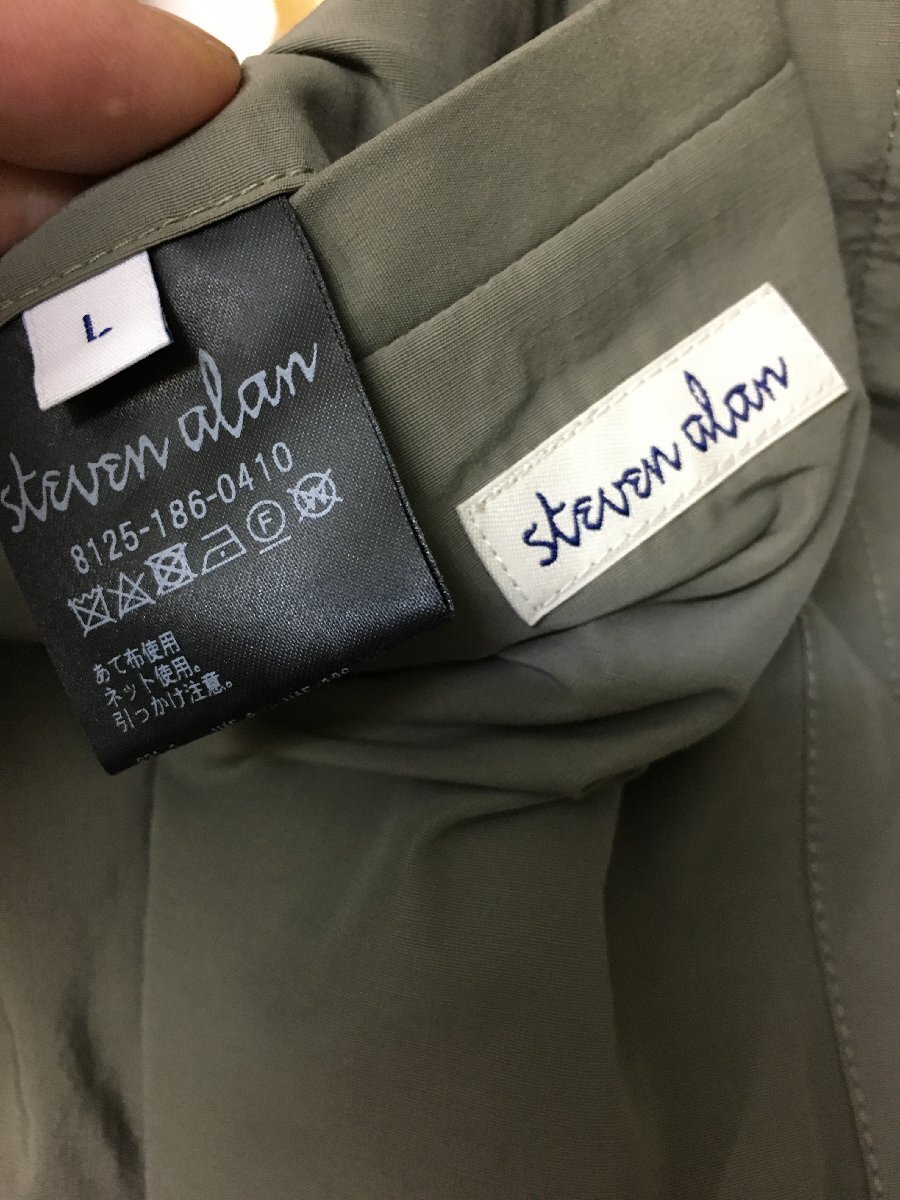 L
steven alan
8125-186-0410
あて布使用
ネット使用。
引っかけ注意。
steven alan